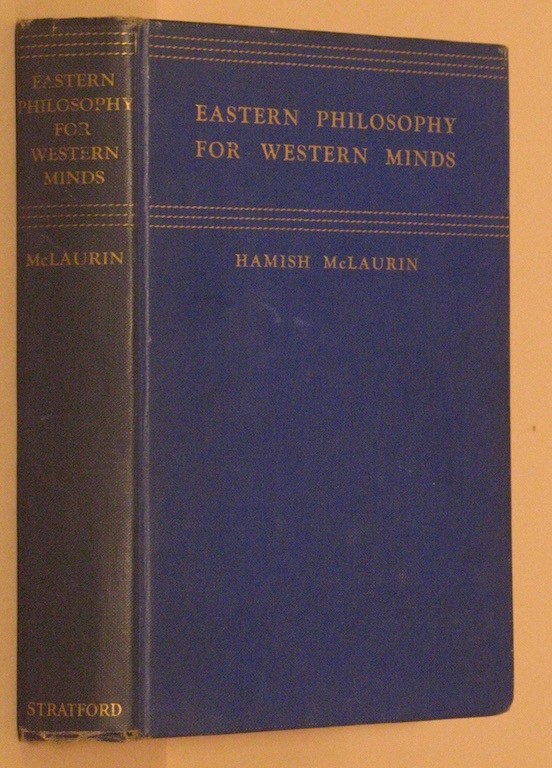 EASTERN
PHILOSOPHY
FOR
WESTERN
MINDS
McLAURIN
STRATFORD
EASTERN PHILOSOPHY
FOR WESTERN MINDS
HAMISH McLAURIN